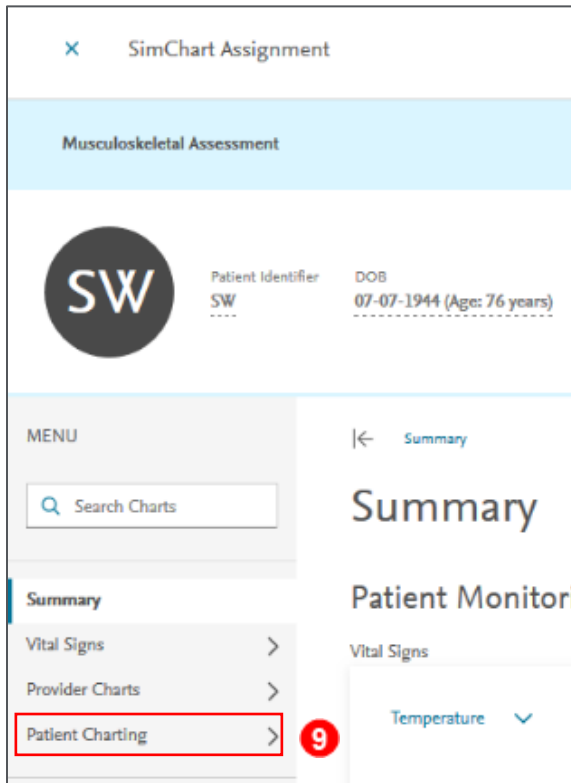 × SimChart Assignment
Musculoskeletal Assessment
SW
Patient Identifier
SW
DOB
07-07-1944 (Age: 76 years)
MENU
Search Charts
Summary
Vital Signs
Provider Charts
Patient Charting
9
Summary
Summary
Patient Monitori
Vital Signs
Temperature